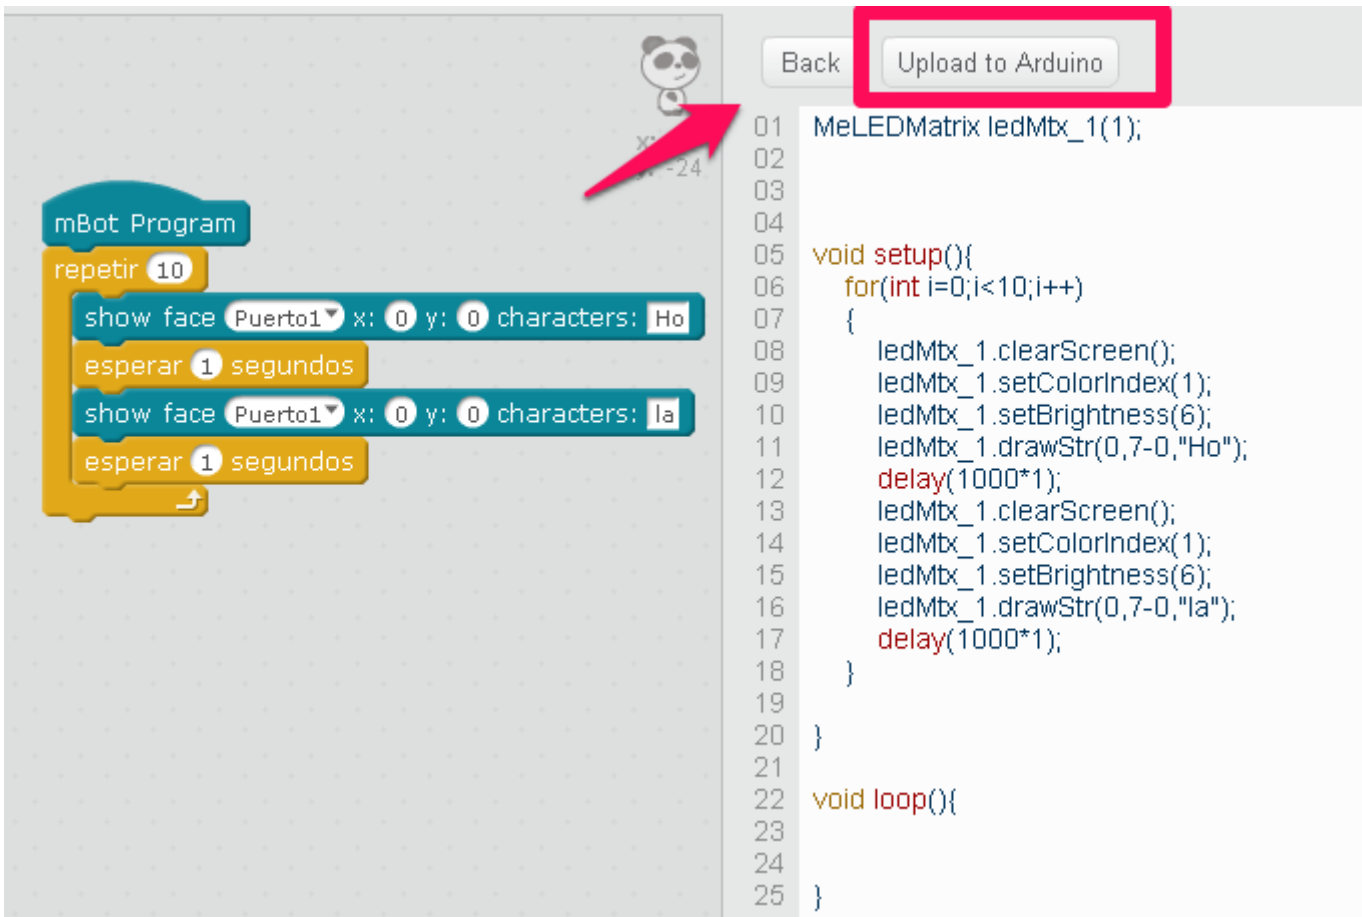 x:
y: -24
mBot Program
repetir 10
show face Puerto1 x: 0 y: 0 characters: Ho
esperar 1 segundos
show face Puerto1 x: 0 y: 0 characters: la
esperar 1 segundos
Back Upload to Arduino
01 MeLEDMatrix ledMtx_1(1);
02
03
04
05 void setup(){
06 for(int i=0;i<10;i++)
07 {
08 ledMtx_1.clearScreen();
09 ledMtx_1.setColorIndex(1);
10 ledMtx_1.setBrightness(6);
11 ledMtx_1.drawStr(0,7-0,"Ho");
12 delay(1000*1);
13 ledMtx_1.clearScreen();
14 ledMtx_1.setColorIndex(1);
15 ledMtx_1.setBrightness(6);
16 ledMtx_1.drawStr(0,7-0,"la");
17 delay(1000*1);
18 }
19
20 }
21
22 void loop(){
23
24
25 }